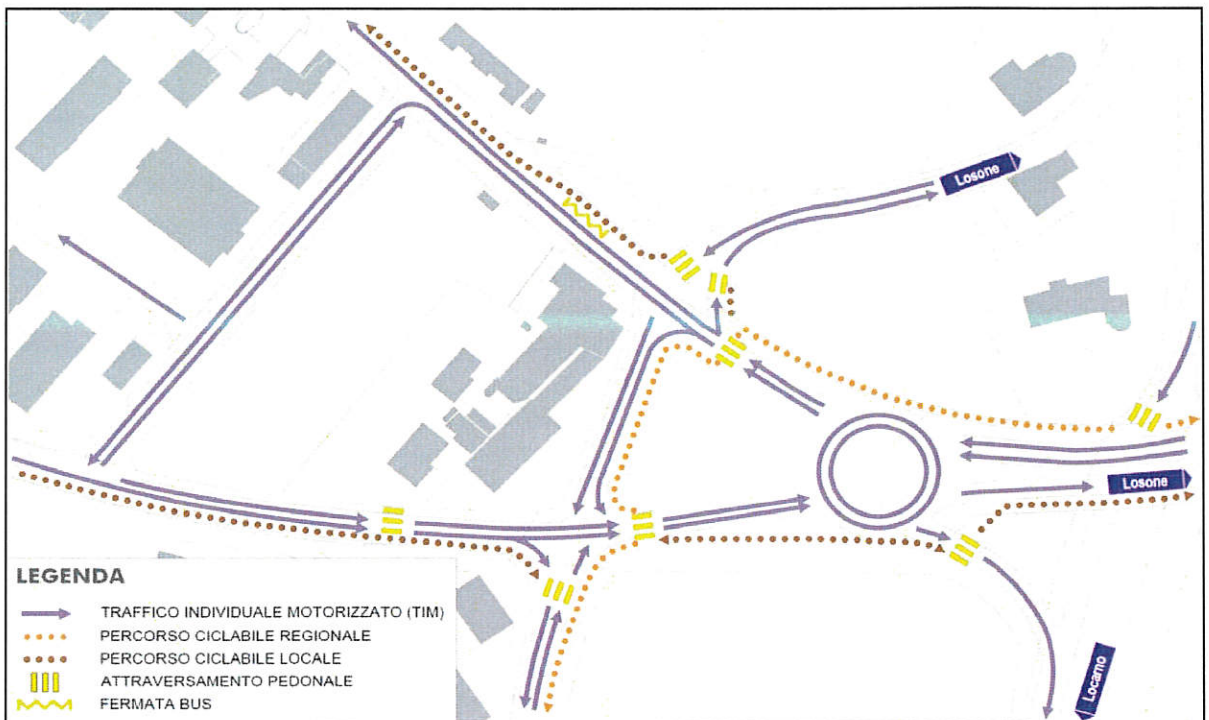 Losone
Losone
Locarno
LEGENDA
TRAFFICO INDIVIDUALE MOTORIZZATO (TIM)
PERCORSO CICLABILE REGIONALE
PERCORSO CICLABILE LOCALE
ATTRAVERSAMENTO PEDONALE
FERMATA BUS